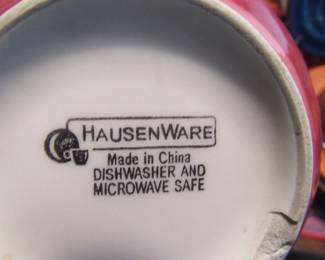 HAUSENWARE
Made in China
DISHWASHER AND
MICROWAVE SAFE